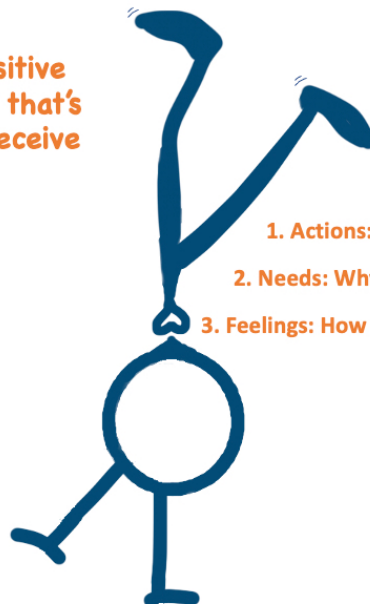 sitive
that's
eceive
1. Actions:
2. Needs: Wh
3. Feelings: How